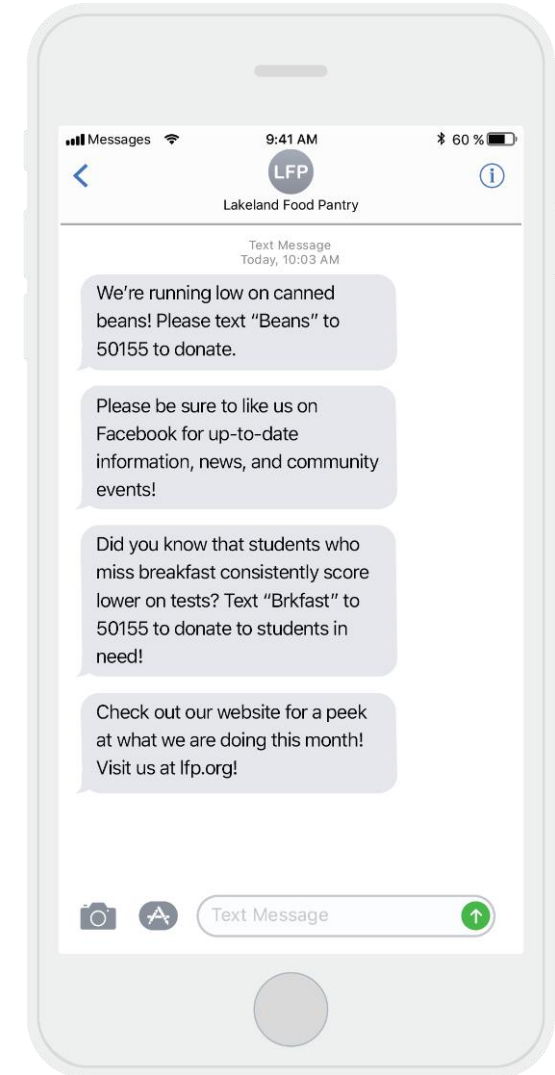 Messages 9:41 AM 60 %
LFP
Lakeland Food Pantry
Text Message
Today, 10:03 AM
We’re running low on canned
beans! Please text “Beans” to
50155 to donate.
Please be sure to like us on
Facebook for up-to-date
information, news, and community
events!
Did you know that students who
miss breakfast consistently score
lower on tests? Text “Brkfast” to
50155 to donate to students in
need!
Check out our website for a peek
at what we are doing this month!
Visit us at lfp.org!
Text Message